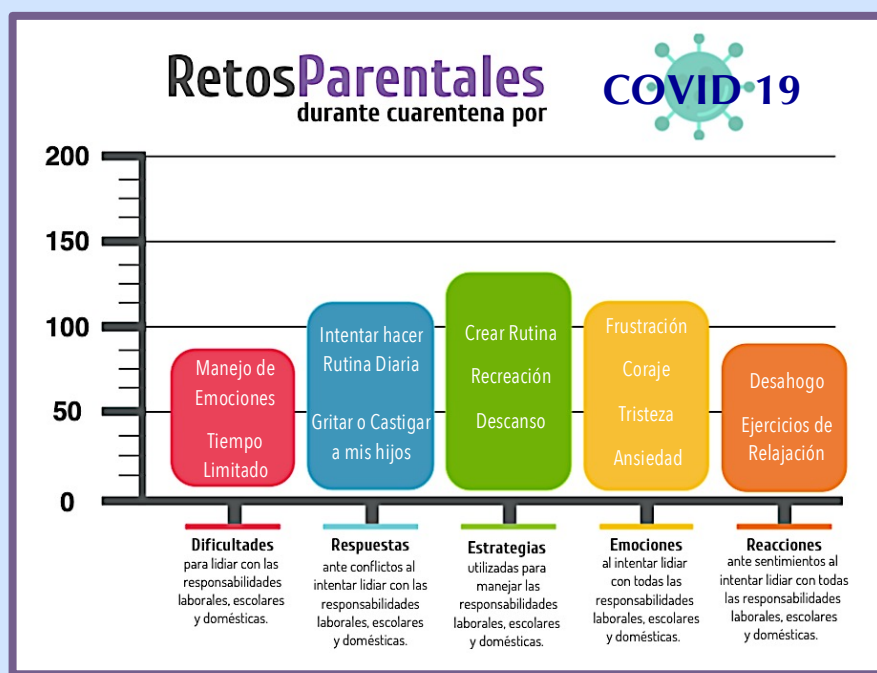 RetosParentales
durante cuarentena por
COVID 19
200
150
100
50
0
Manejo de
Emociones
Tiempo
Limitado
Intentar hacer
Rutina Diaria
Gritar o Castigar
a mis hijos
Crear Rutina
Recreación
Descanso
Frustración
Coraje
Tristeza
Ansiedad
Desahogo
Ejercicios de
Relajación
Dificultades
para lidiar con las
responsabilidades
laborales, escolares
y domésticas.
Respuestas
ante conflictos al
intentar lidiar con las
responsabilidades
laborales, escolares
y domésticas.
Estrategias
utilizadas para
manejar las
responsabilidades
laborales, escolares
y domésticas.
Emociones
al intentar lidiar
con todas las
responsabilidades
laborales, escolares
y domésticas.
Reacciones
ante sentimientos al
intentar lidiar con todas
las responsabilidades
laborales, escolares
y domésticas.